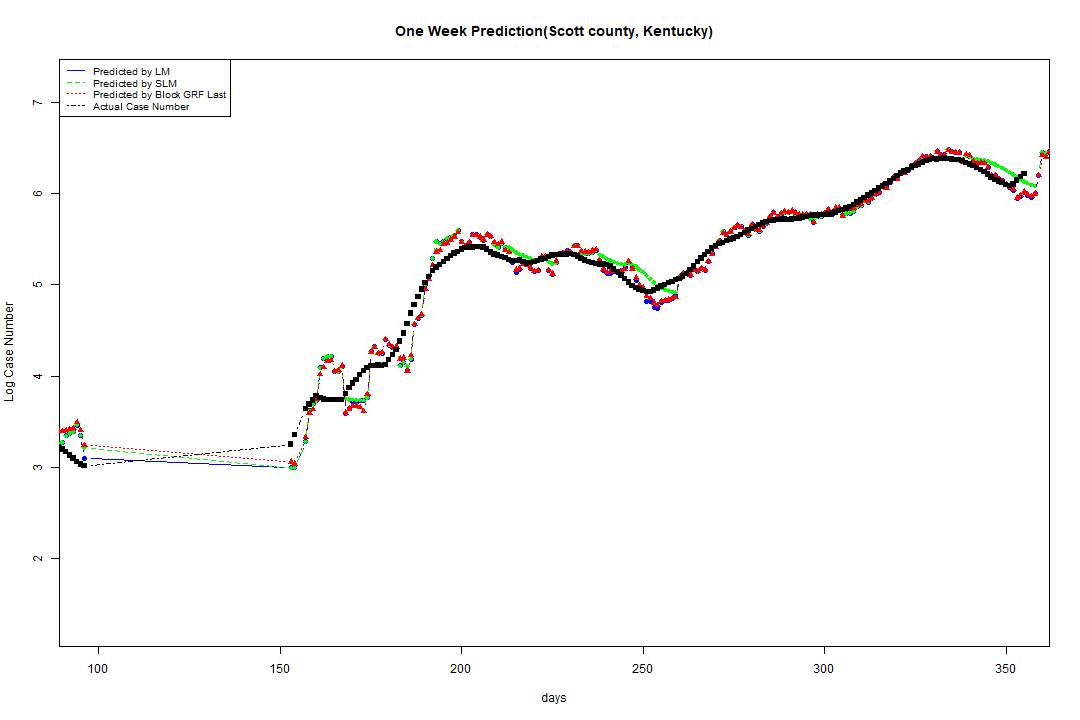 One Week Prediction(Scott county, Kentucky)
Predicted by LM
Predicted by SLM
Predicted by Block GRF Last
Actual Case Number
7
6
5
4
3
2
Log Case Number
100 150 200 250 300 350
days